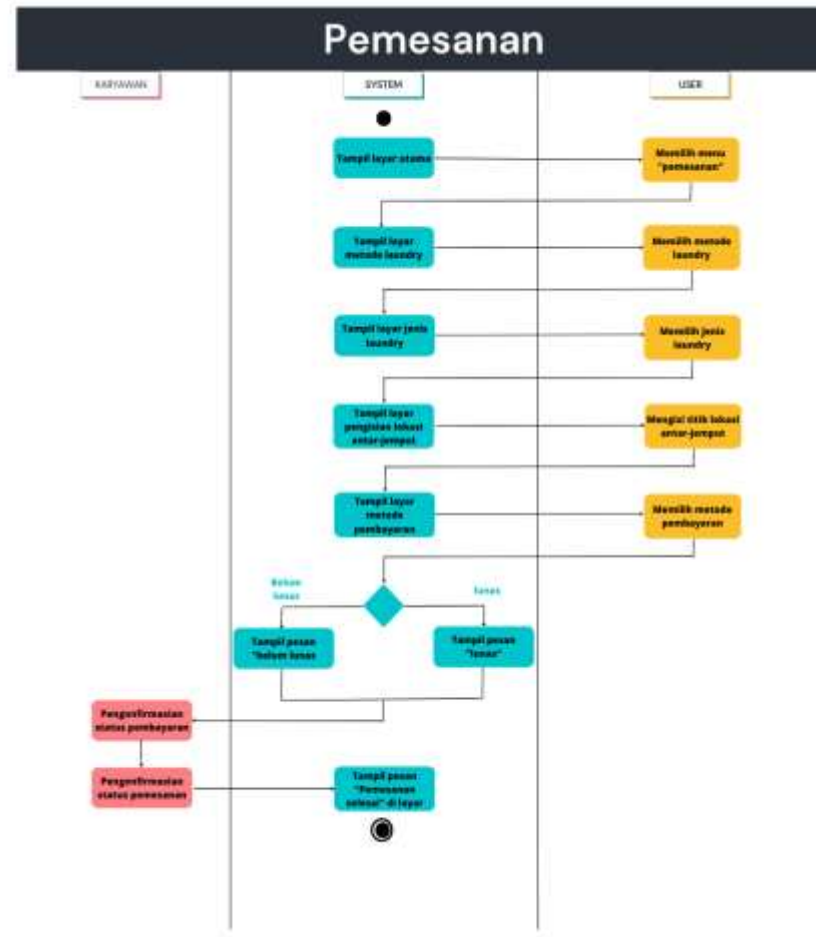 Pemesanan
KARYAWAN
SYSTEM
USER
Tampil layar utama
Memilih menu
"pemesanan"
Tampil layar
metode laundry
Memilih metode
laundry
Tampil layar jenis
laundry
Memilih jenis
laundry
Tampil layar
pengisian lokasi
antar-jemput
Mengisi titik lokasi
antar-jemput
Tampil layar
metode
pembayaran
Memilih metode
pembayaran
Belum
lunas
lunas
Tampil pesan
"belum lunas
Tampil pesan
"lunas"
Pengonfirmasian
status pembayaran
Pengonfirmasian
status pemesanan
Tampil pesan
"Pemesanan
selesai" di layar